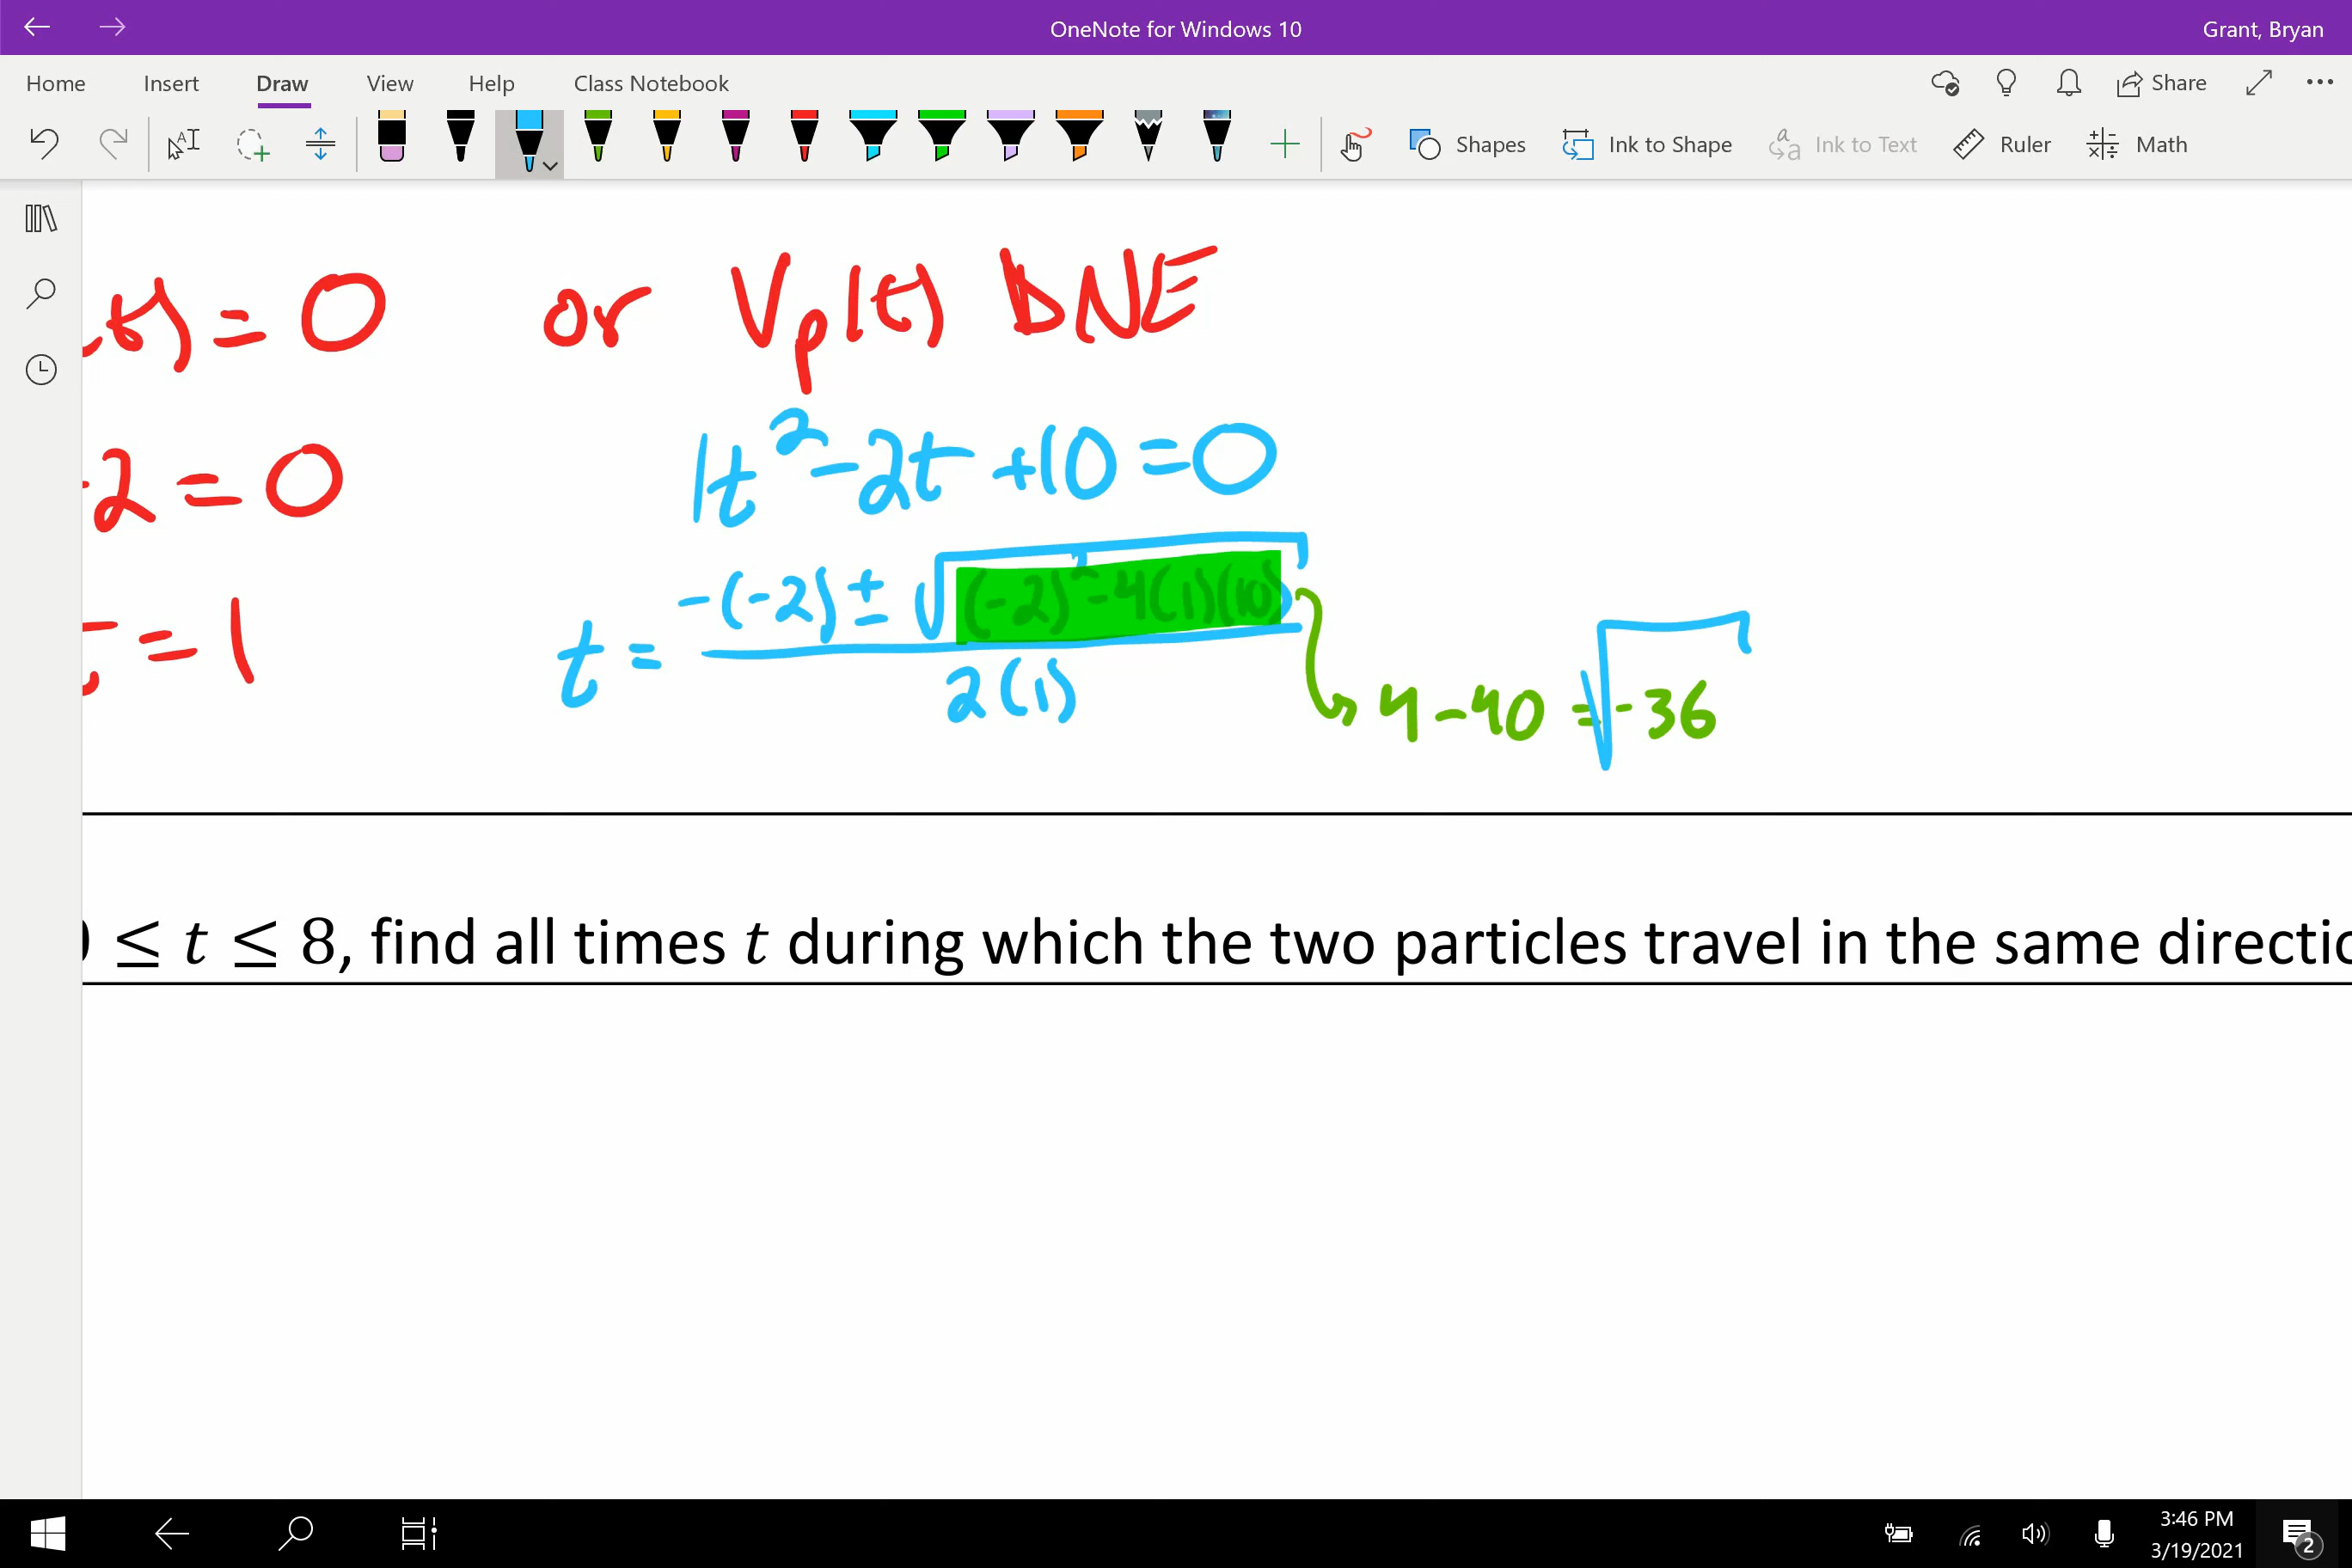 OneNote for Windows 10
Grant, Bryan
Home Insert Draw View Help Class Notebook Share
Shapes Ink to Shape Ink to Text Ruler Math
t) = 0 or Vp(t) DNE
-2 = 0 1t² - 2t + 10 = 0
t = 1 t = -(-2) ± √(-2)² - 4(1)(10) / 2(1)
4 - 40 = √-36
0 ≤ t ≤ 8, find all times t during which the two particles travel in the same directio
3:46 PM
3/19/2021
2